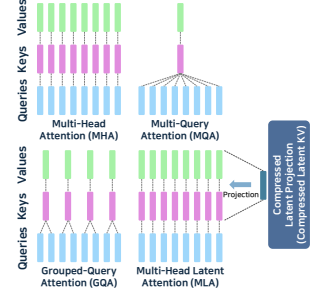 Values
Keys
Queries
Multi-Head
Attention (MHA)
Multi-Query
Attention (MQA)
Values
Keys
Queries
Grouped-Query
Attention (GQA)
Multi-Head Latent
Attention (MLA)
Projection
Compressed
Latent Projection
(Compressed Latent KV)